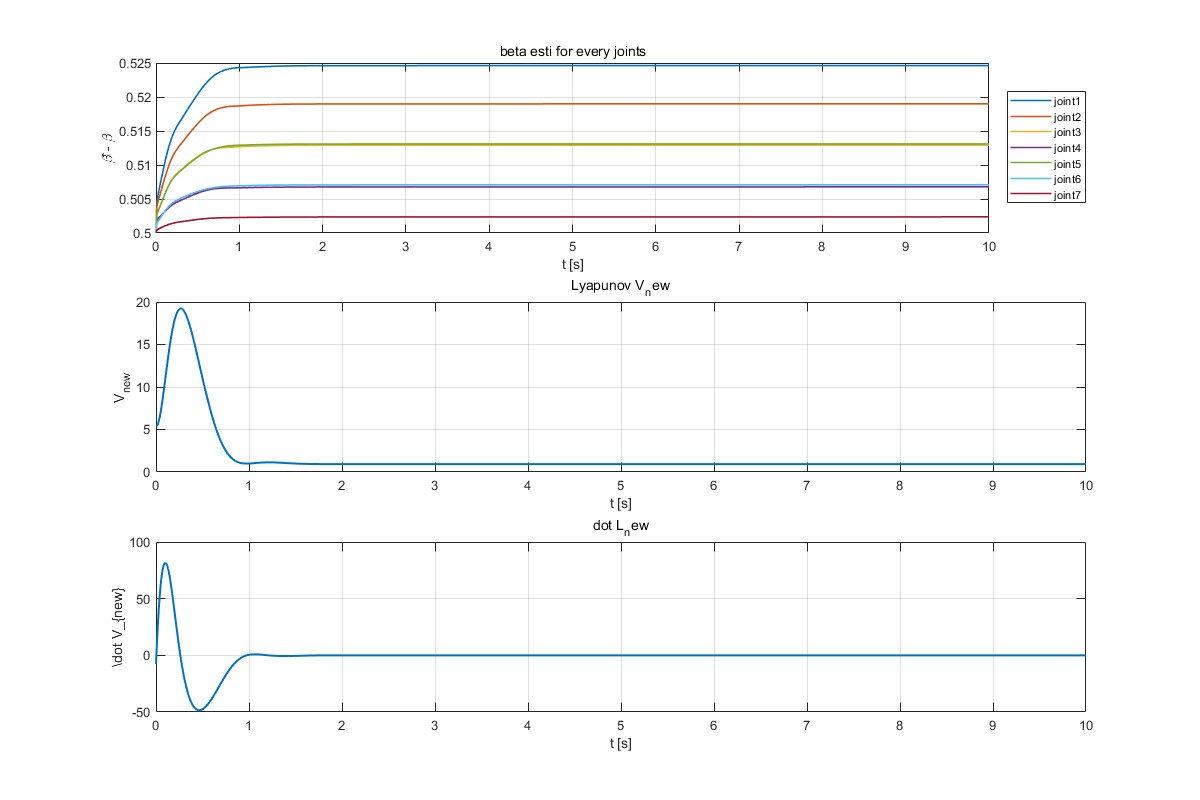 beta esti for every joints
0.525
0.52
0.515
0.51
0.505
0.5
β̂ - β
0 1 2 3 4 5 6 7 8 9 10
t [s]
joint1
joint2
joint3
joint4
joint5
joint6
joint7
Lyapunov V_new
20
15
10
5
0
V_new
0 1 2 3 4 5 6 7 8 9 10
t [s]
dot L_new
100
50
0
-50
\dot V_{new}
0 1 2 3 4 5 6 7 8 9 10
t [s]